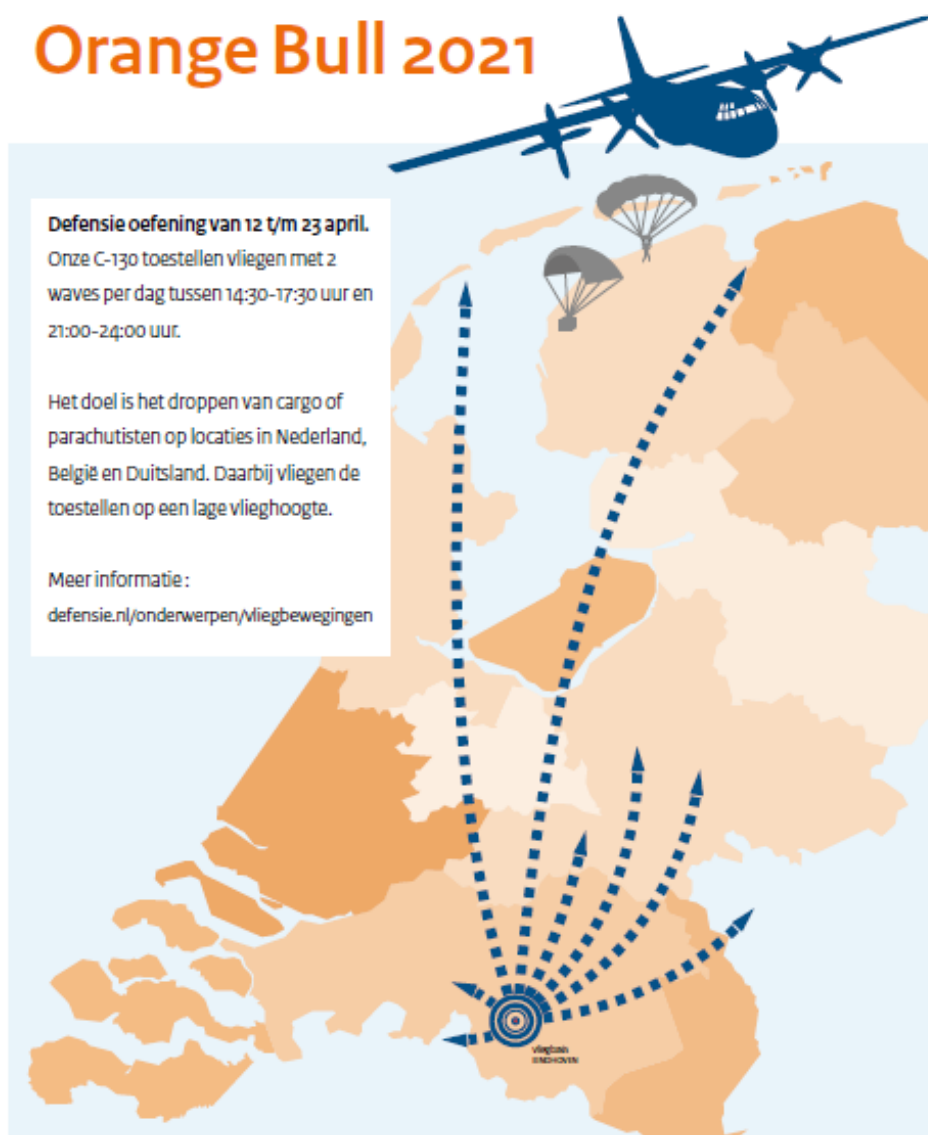 Orange Bull 2021
Defensie oefening van 12 t/m 23 april.
Onze C-130 toestellen vliegen met 2
waves per dag tussen 14:30-17:30 uur en
21:00-24:00 uur.
Het doel is het droppen van cargo of
parachutisten op locaties in Nederland,
België en Duitsland. Daarbij vliegen de
toestellen op een lage vlieghoogte.
Meer informatie:
defensie.nl/onderwerpen/vliegbewegingen
Vliegbasis
EINDHOVEN